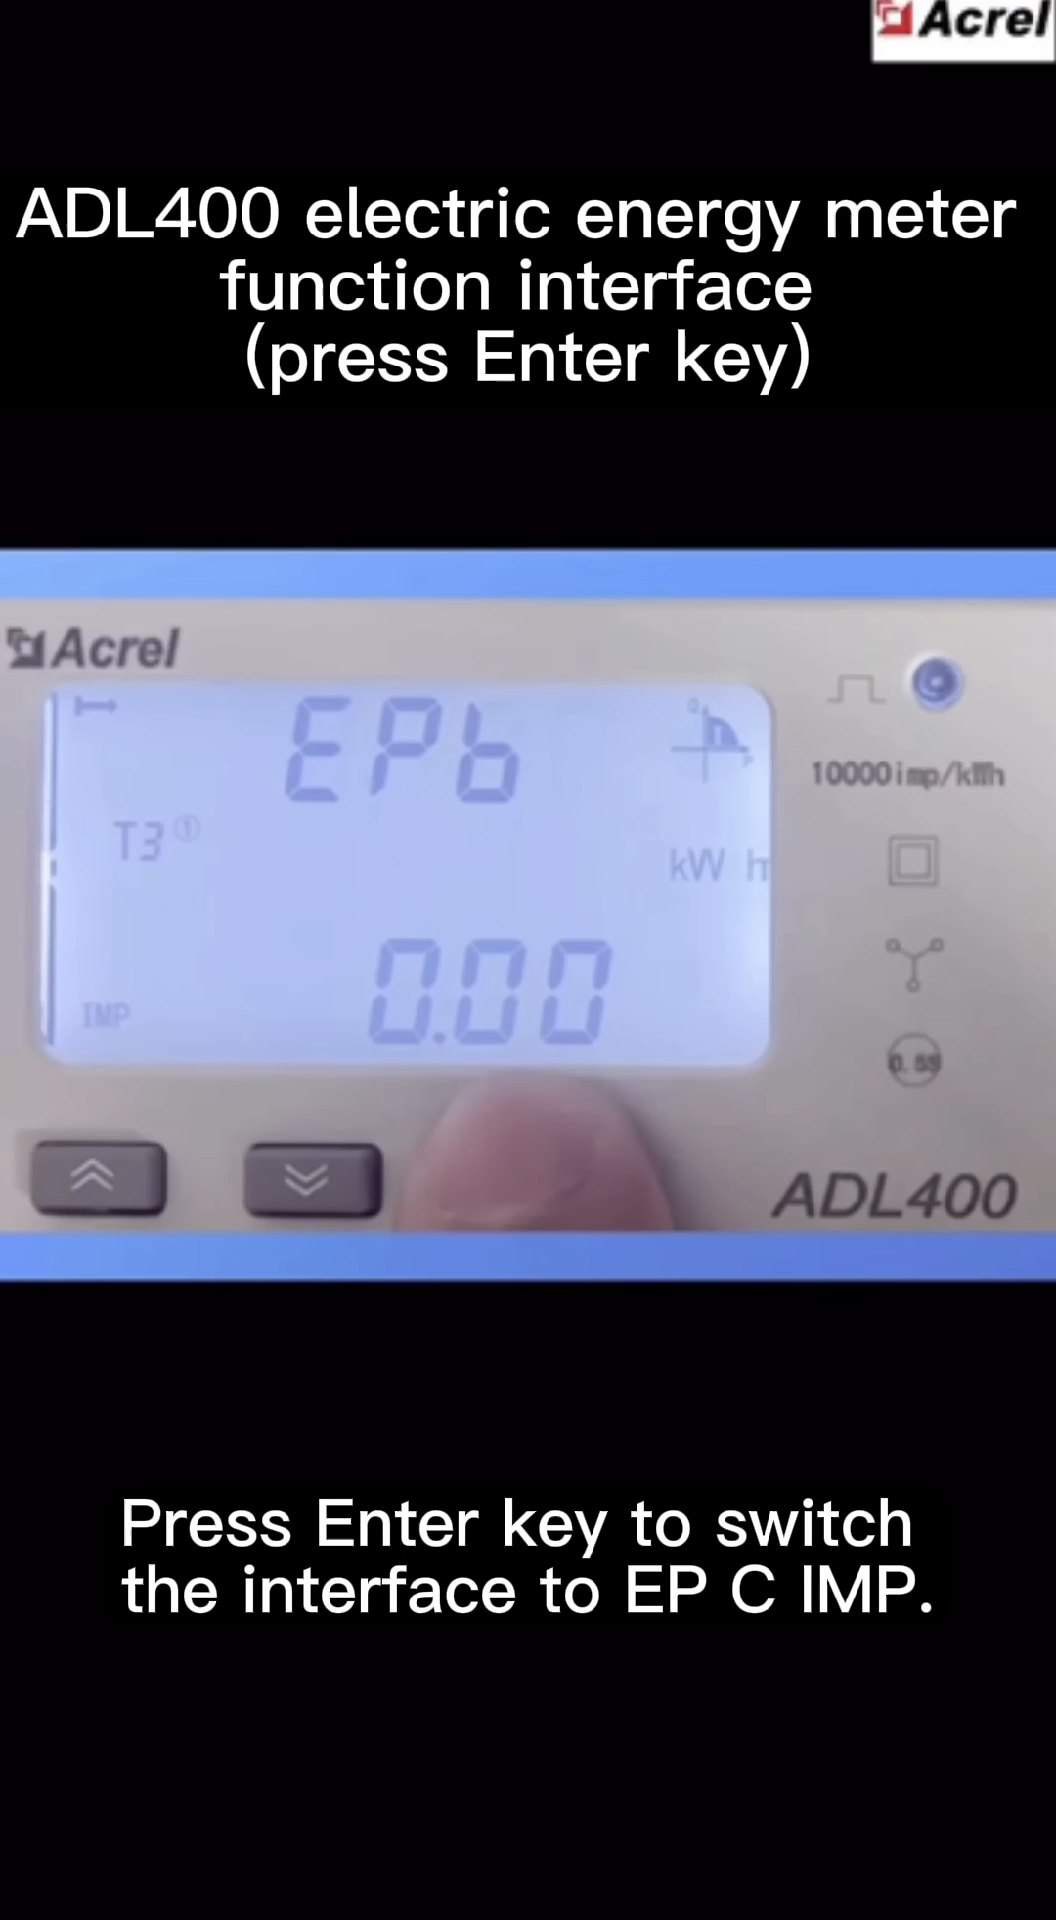 Acrel
ADL400 electric energy meter
function interface
(press Enter key)
Acrel
EPb
T3 ①
kW h
0.00
IMP
10000imp/kWh
ADL400
Press Enter key to switch
the interface to EP C IMP.